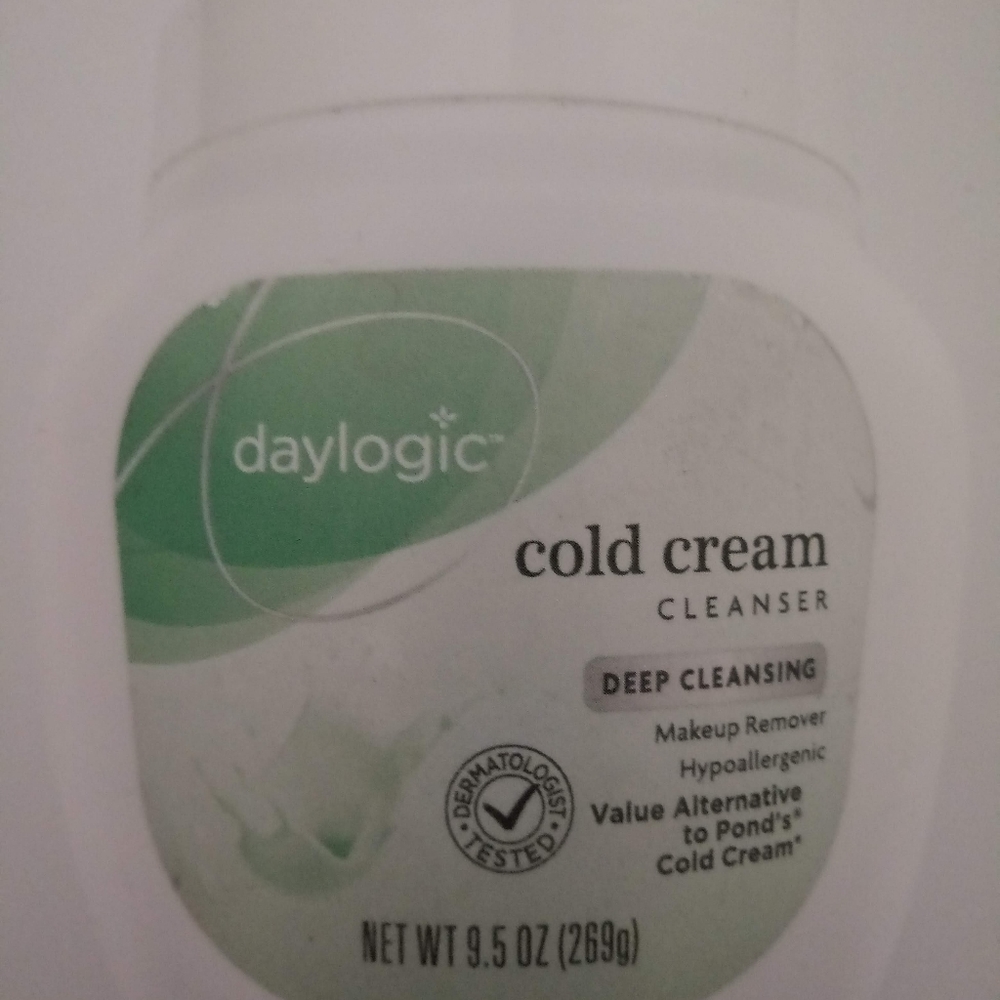 daylogic™
cold cream
CLEANSER
DEEP CLEANSING
Makeup Remover
Hypoallergenic
DERMATOLOGIST
• TESTED •
Value Alternative
to Pond's®
Cold Cream*
NET WT 9.5 OZ (269g)